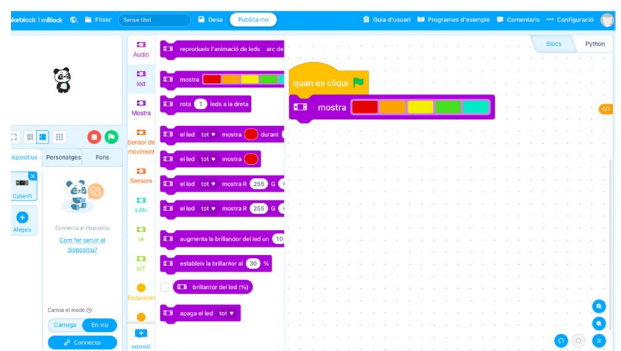 akeblock | mBlock
Fitxer
Sense títol
Desa
Publica-ho
Guia d'usuari
Programes d'exemple
Comentaris
Configuració
Blocs
Python
Àudio
led
Mostra
Sensor de
moviment
Sensors
LAN
IA
IoT
extensió
reprodueix l'animació de leds arc de
mostra
rota 1 leds a la dreta
el led tot mostra durant
el led tot mostra
el led tot mostra R 255 G
el led tot mostra R 255 G
augmenta la brillantor del led un 10
estableix la brillantor al 30 %
brillantor del led (%)
apaga el led tot
quan es cliqui
mostra
ispositius
Personatges
Fons
CyberPi
Afegeix
Connecta el dispositiu
Com fer servir el
dispositiu?
Canvia el mode
Carrega
En viu
Connecta